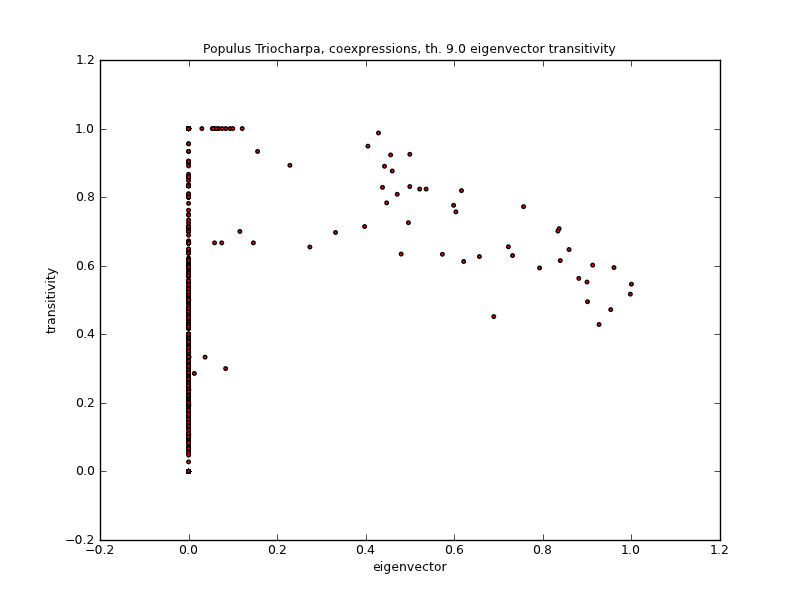 Populus Triocharpa, coexpressions, th. 9.0 eigenvector transitivity
1.2
1.0
0.8
0.6
0.4
0.2
0.0
−0.2
transitivity
−0.2 0.0 0.2 0.4 0.6 0.8 1.0 1.2
eigenvector